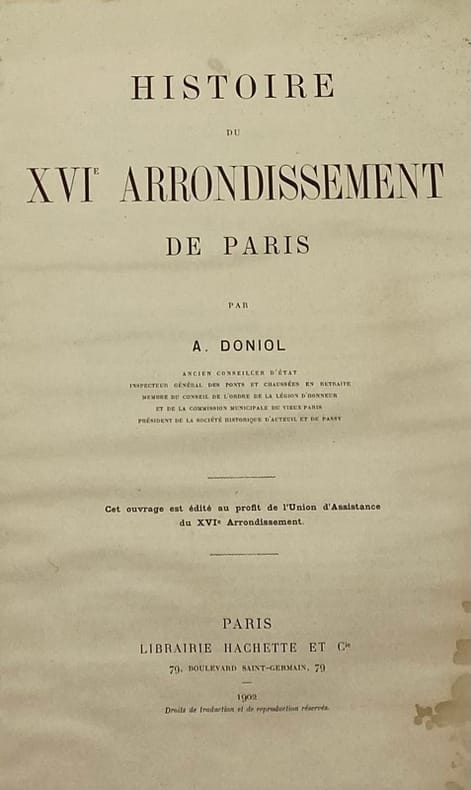 HISTOIRE
DU
XVIE ARRONDISSEMENT
DE PARIS
PAR
A. DONIOL
ANCIEN CONSEILLER D'ÉTAT
INSPECTEUR GÉNÉRAL DES PONTS ET CHAUSSÉES EN RETRAITE
MEMBRE DU CONSEIL DE L'ORDRE DE LA LÉGION D'HONNEUR
ET DE LA COMMISSION MUNICIPALE DU VIEUX PARIS
PRÉSIDENT DE LA SOCIÉTÉ HISTORIQUE D'AUTEUIL ET DE PASSY
Cet ouvrage est édité au profit de l'Union d'Assistance
du XVIe Arrondissement.
PARIS
LIBRAIRIE HACHETTE ET Cie
79, BOULEVARD SAINT-GERMAIN, 79
1902
Droits de traduction et de reproduction réservés.